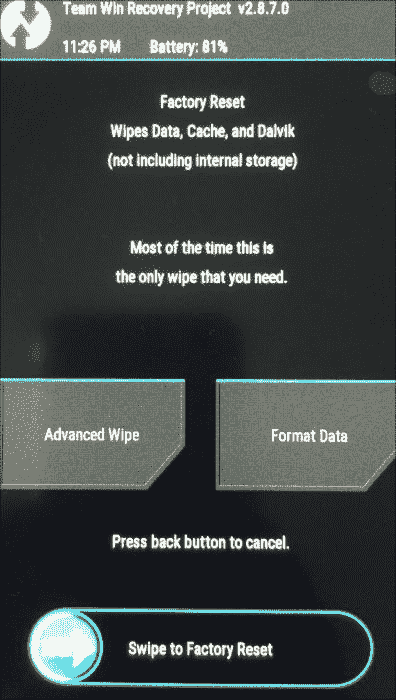 Team Win Recovery Project v2.8.7.0
11:26 PM Battery: 81%
Factory Reset
Wipes Data, Cache, and Dalvik
(not including internal storage)
Most of the time this is
the only wipe that you need.
Advanced Wipe
Format Data
Press back button to cancel.
Swipe to Factory Reset